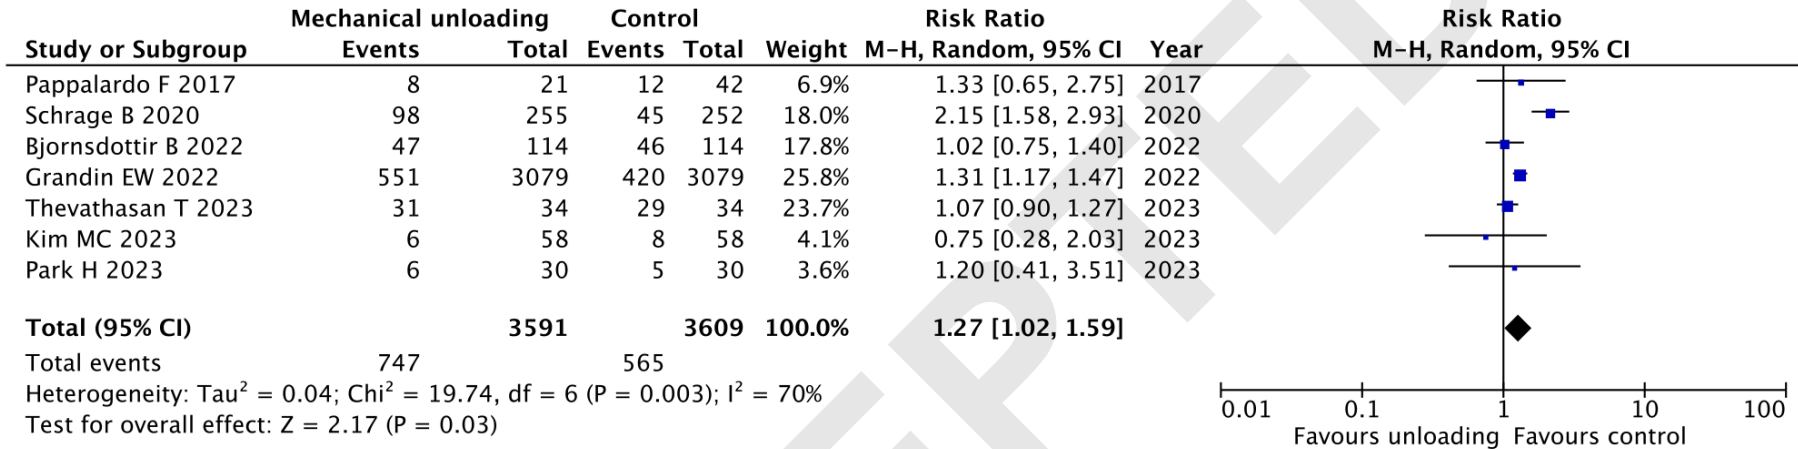 Mechanical unloading Control Risk Ratio Risk Ratio
Study or Subgroup Events Total Events Total Weight M-H, Random, 95% CI Year M-H, Random, 95% CI
Pappalardo F 2017 8 21 12 42 6.9% 1.33 [0.65, 2.75] 2017
Schrage B 2020 98 255 45 252 18.0% 2.15 [1.58, 2.93] 2020
Bjornsdottir B 2022 47 114 46 114 17.8% 1.02 [0.75, 1.40] 2022
Grandin EW 2022 551 3079 420 3079 25.8% 1.31 [1.17, 1.47] 2022
Thevathasan T 2023 31 34 29 34 23.7% 1.07 [0.90, 1.27] 2023
Kim MC 2023 6 58 8 58 4.1% 0.75 [0.28, 2.03] 2023
Park H 2023 6 30 5 30 3.6% 1.20 [0.41, 3.51] 2023
Total (95% CI) 3591 3609 100.0% 1.27 [1.02, 1.59]
Total events 747 565
Heterogeneity: Tau² = 0.04; Chi² = 19.74, df = 6 (P = 0.003); I² = 70%
Test for overall effect: Z = 2.17 (P = 0.03)
0.01 0.1 1 10 100
Favours unloading Favours control